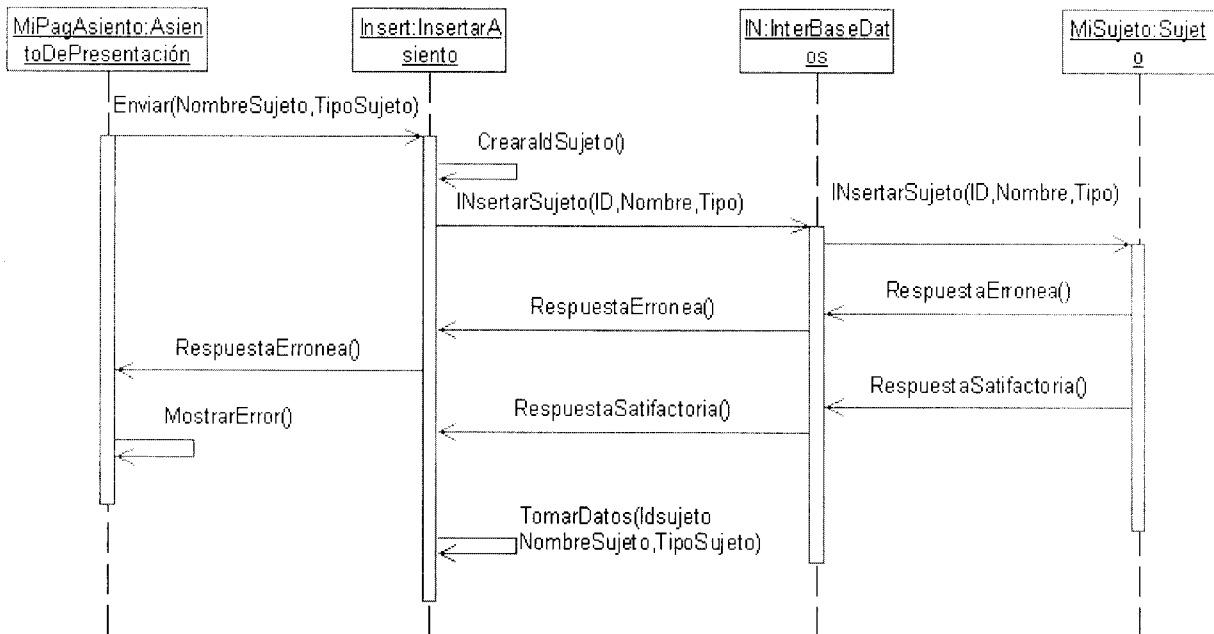 MiPagAsiento:Asien
toDePresentación
Insert:InsertarA
siento
IN:InterBaseDat
os
MiSujeto:Sujet
o
Enviar(NombreSujeto,TipoSujeto)
CrearaIdSujeto()
INsertarSujeto(ID,Nombre,Tipo)
INsertarSujeto(ID,Nombre,Tipo)
RespuestaErronea()
RespuestaErronea()
RespuestaErronea()
RespuestaSatifactoria()
RespuestaSatifactoria()
MostrarError()
TomarDatos(Idsujeto
NombreSujeto,TipoSujeto)